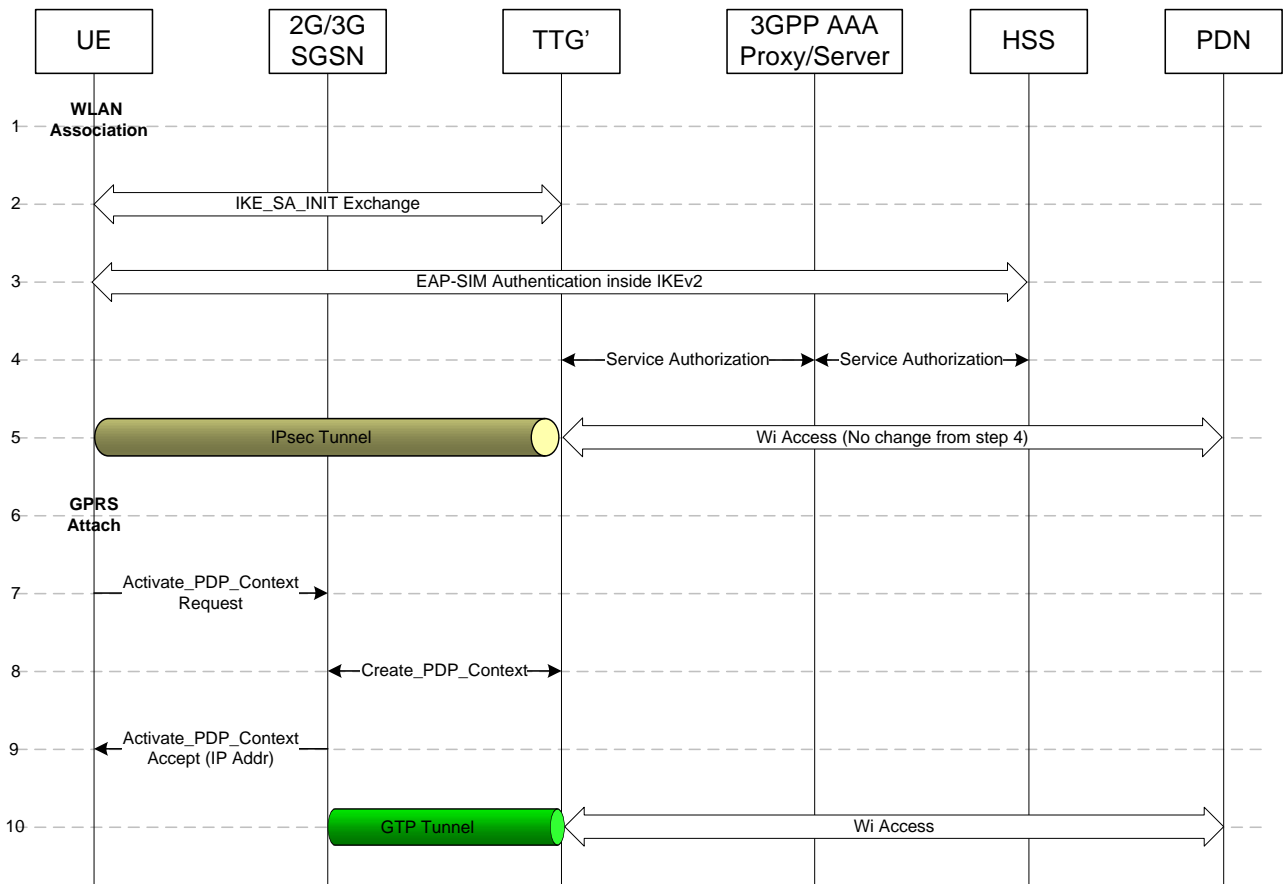 UE
2G/3G
SGSN
TTG'
3GPP AAA
Proxy/Server
HSS
PDN
WLAN
1
Association
2
IKE_SA_INIT Exchange
3
EAP-SIM Authentication inside IKEv2
4
Service Authorization
Service Authorization
5
IPsec Tunnel
Wi Access (No change from step 4)
GPRS
6
Attach
7
Activate_PDP_Context
Request
8
Create_PDP_Context
9
Activate_PDP_Context
Accept (IP Addr)
10
GTP Tunnel
Wi Access